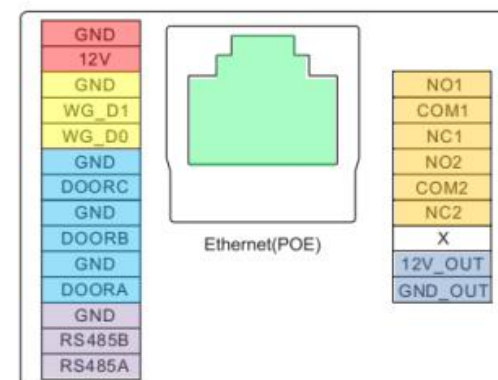 GND
12V
GND
WG_D1
WG_D0
GND
DOORC
GND
DOORB
GND
DOORA
GND
RS485B
RS485A
Ethernet(POE)
NO1
COM1
NC1
NO2
COM2
NC2
X
12V_OUT
GND_OUT